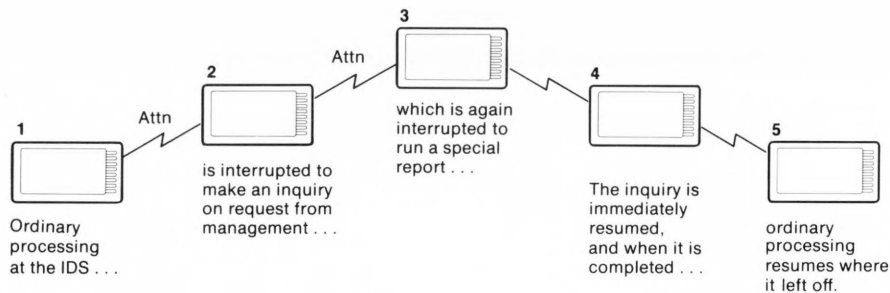 1
Ordinary
processing
at the IDS . . .
Attn
2
is interrupted to
make an inquiry
on request from
management . . .
Attn
3
which is again
interrupted to
run a special
report . . .
4
The inquiry is
immediately
resumed,
and when it is
completed . . .
5
ordinary
processing
resumes where
it left off.